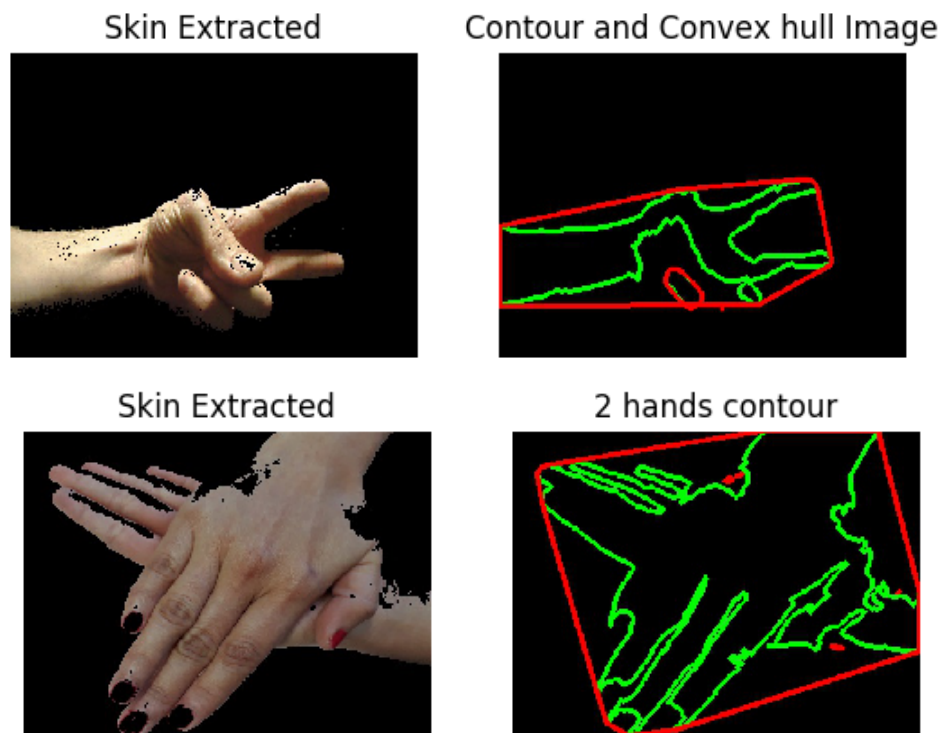 Skin Extracted
Contour and Convex hull Image
Skin Extracted
2 hands contour